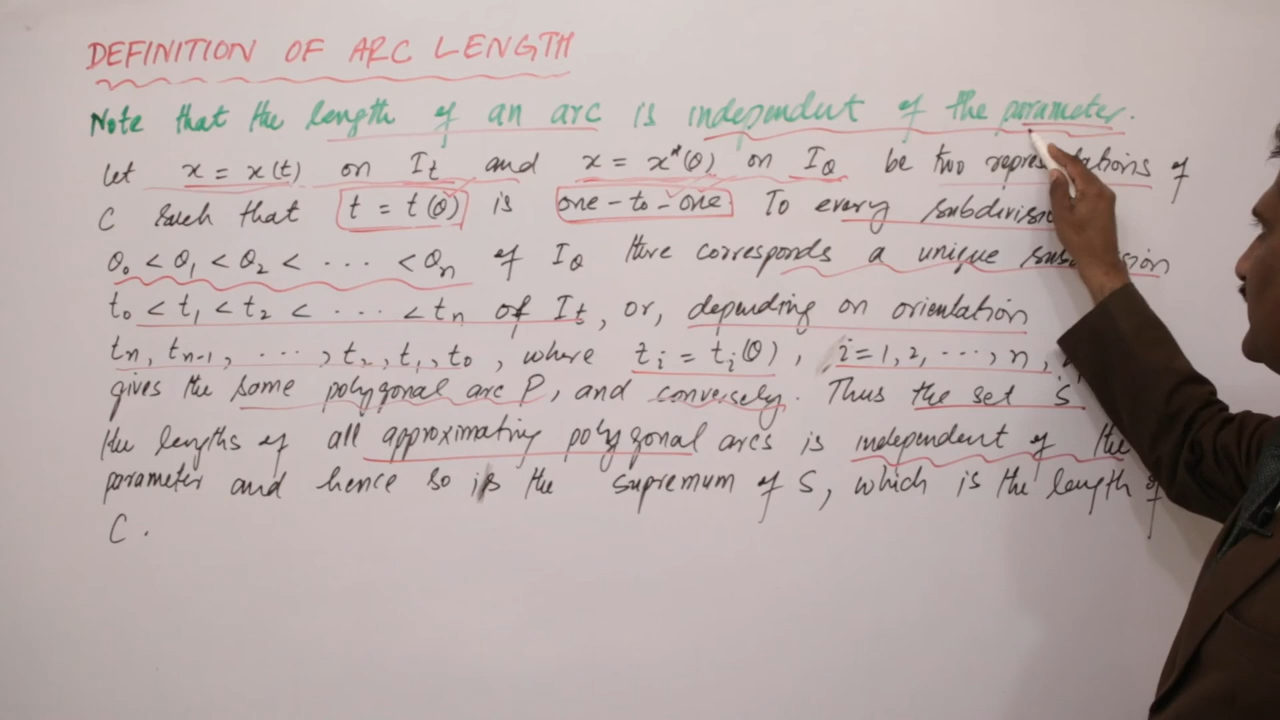 DEFINITION OF ARC LENGTH
Note that the length of an arc is independent of the parameter.
Let x = x(t) on I_t and x = x*(θ) on I_θ be two representations of
C such that t = t(θ) is one-to-one To every
θ₀ < θ₁ < θ₂ < ... < θₙ of I_θ there corresponds a unique
t₀ < t₁ < t₂ < ... < tₙ of I_t, or, depending on orientation
tₙ, tₙ₋₁, ..., t₂, t₁, t₀, where tᵢ = tᵢ(θ), i = 1, 2, ..., n,
gives the same polygonal arc P, and conversely. Thus the set S
the lengths of all approximating polygonal arcs is independent of the
parameter and hence so is the supremum of S, which is the length of
C.